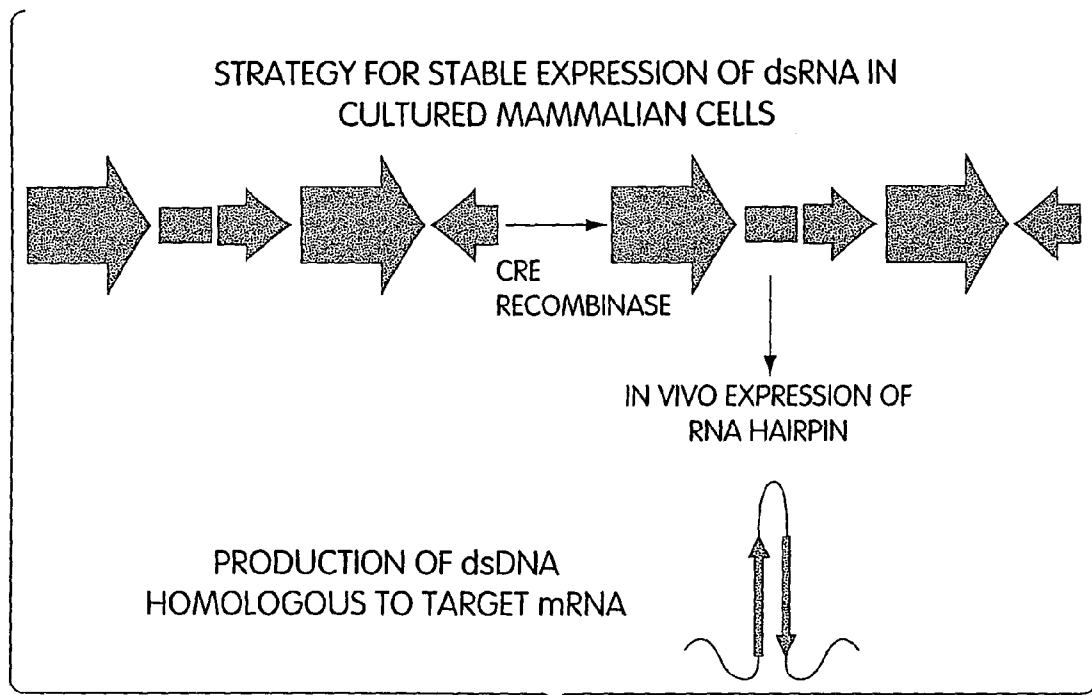 STRATEGY FOR STABLE EXPRESSION OF dsRNA IN
CULTURED MAMMALIAN CELLS
CRE
RECOMBINASE
IN VIVO EXPRESSION OF
RNA HAIRPIN
PRODUCTION OF dsDNA
HOMOLOGOUS TO TARGET mRNA